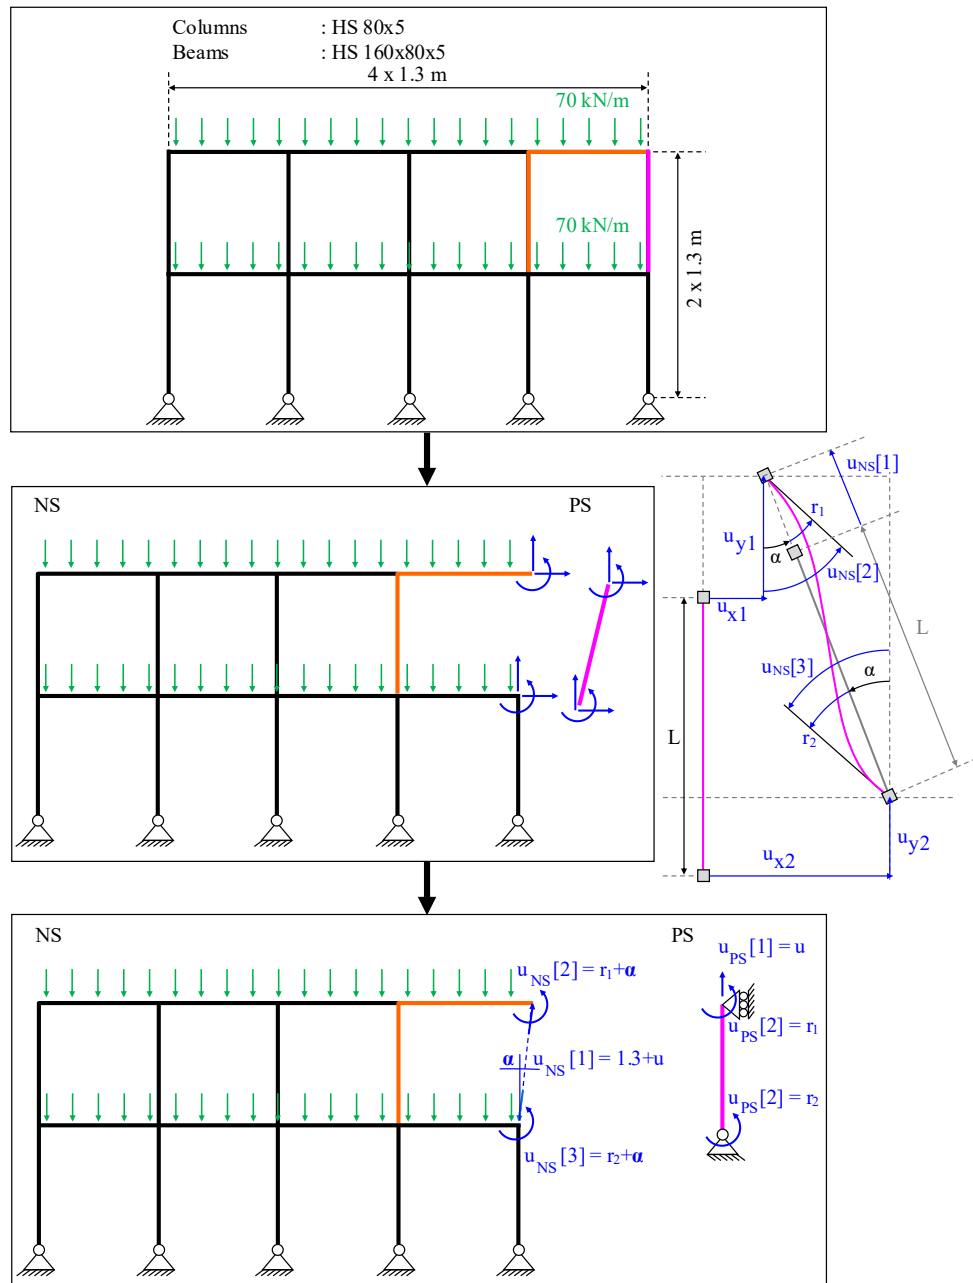 Columns : HS 80x5
Beams : HS 160x80x5
4 x 1.3 m
70 kN/m
70 kN/m
2 x 1.3 m
NS
PS
uNS[1]
r1
uy1
α
uNS[2]
ux1
L
uNS[3]
α
L
r2
uy2
ux2
NS
PS
uPS[1] = u
uNS[2] = r1+α
uPS[2] = r1
α
uNS[1] = 1.3+u
uPS[2] = r2
uNS[3] = r2+α